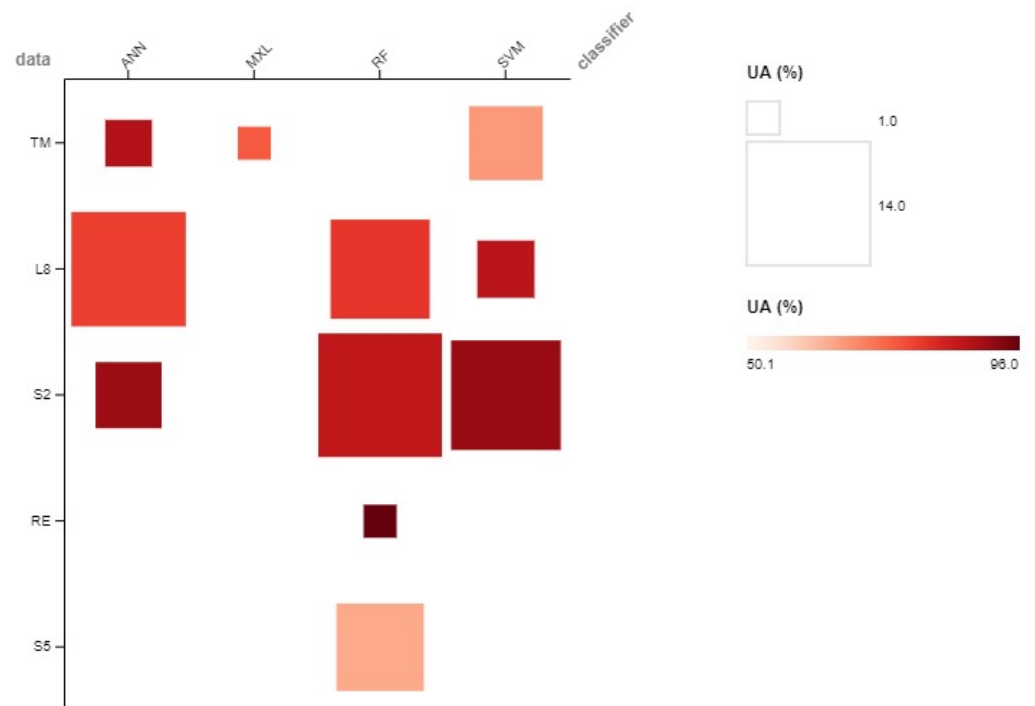 data
ANN
MXL
RF
SVM
classifier
TM
L8
S2
RE
S5
UA (%)
1.0
14.0
UA (%)
50.1
96.0